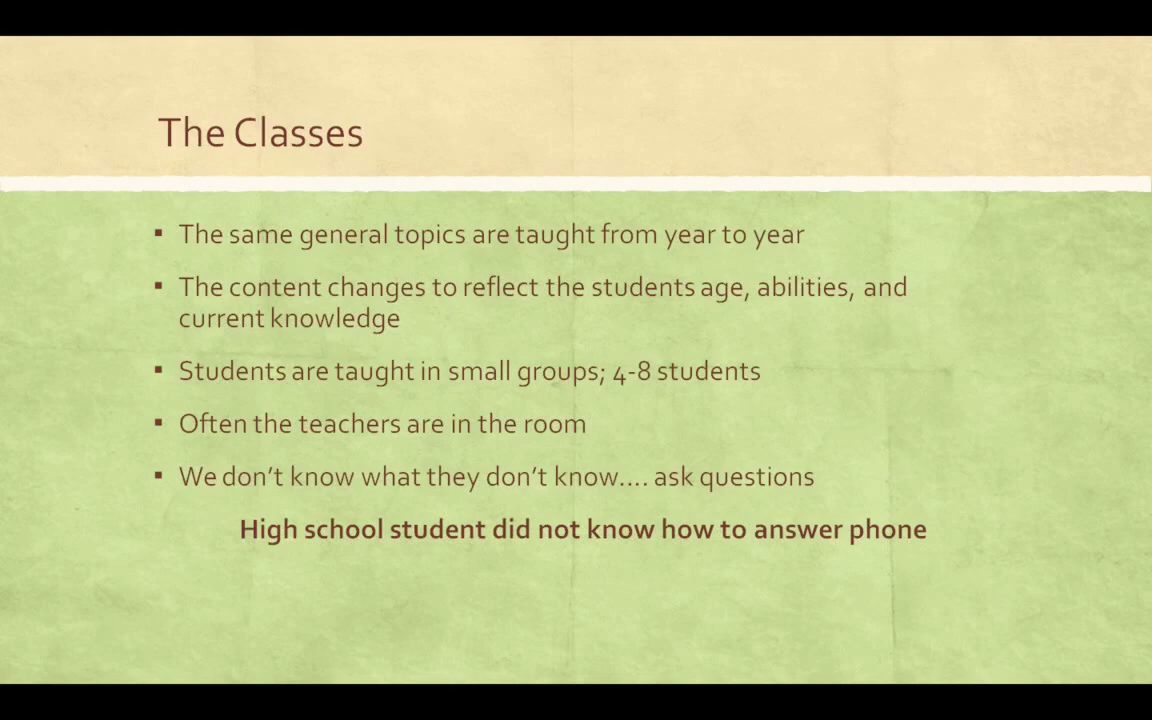 The Classes
▪ The same general topics are taught from year to year
▪ The content changes to reflect the students age, abilities, and
current knowledge
▪ Students are taught in small groups; 4-8 students
▪ Often the teachers are in the room
▪ We don’t know what they don’t know.... ask questions
High school student did not know how to answer phone